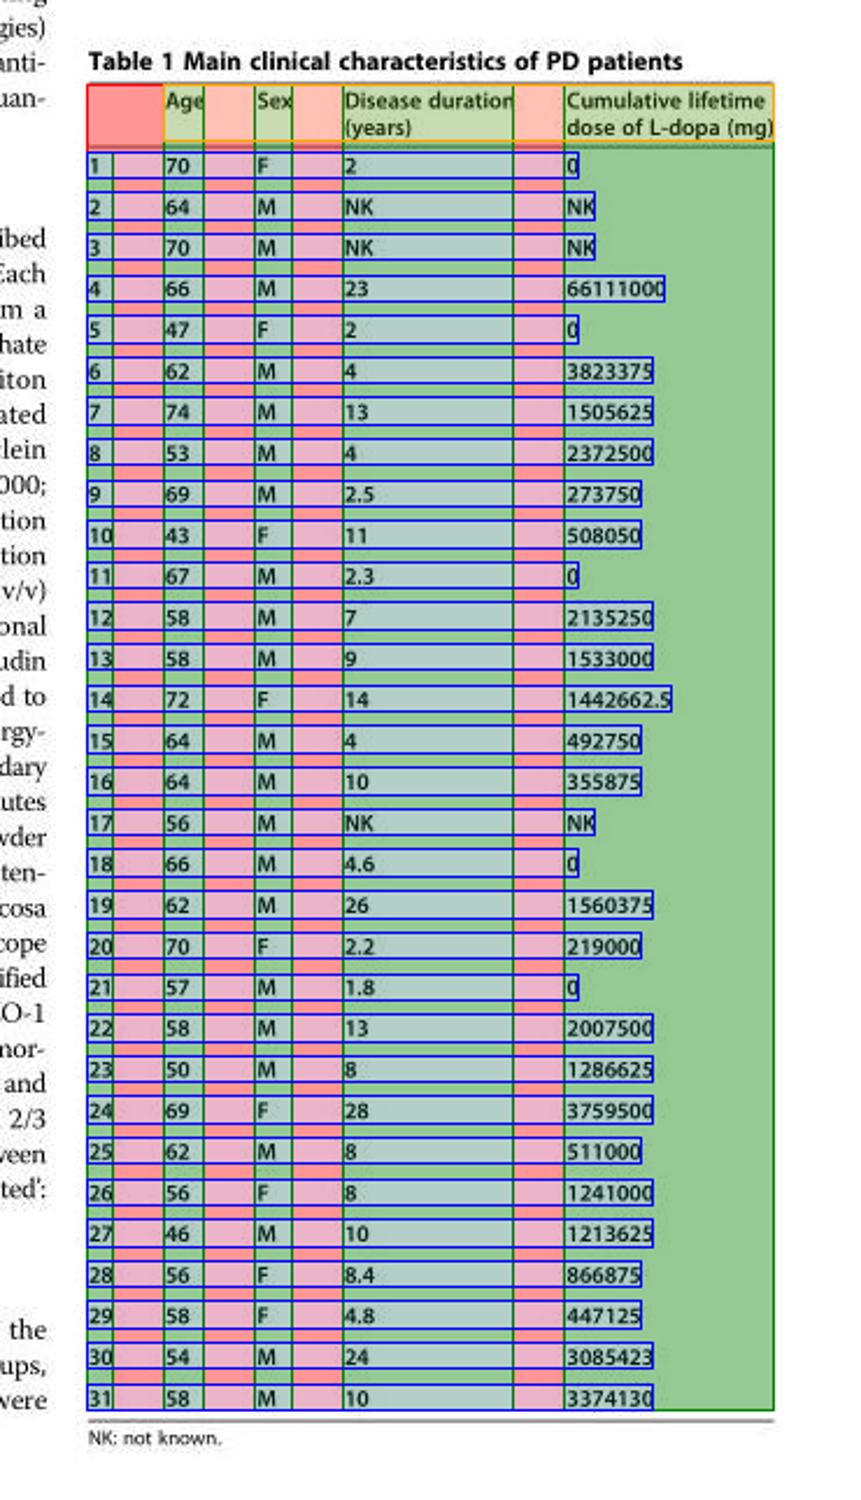 gies)
anti-
uan-
ibed
Each
m a
hate
iton
ated
lein
000;
tion
tion
v/v)
onal
udin
d to
rgy-
dary
utes
wder
ten-
cosa
cope
ified
O-1
nor-
and
2/3
veen
ted':
the
ups,
were
Table 1 Main clinical characteristics of PD patients
Age Sex Disease duration (years) Cumulative lifetime dose of L-dopa (mg)
1 70 F 2 0
2 64 M NK NK
3 70 M NK NK
4 66 M 23 66111000
5 47 F 2 0
6 62 M 4 3823375
7 74 M 13 1505625
8 53 M 4 2372500
9 69 M 2.5 273750
10 43 F 11 508050
11 67 M 2.3 0
12 58 M 7 2135250
13 58 M 9 1533000
14 72 F 14 1442662.5
15 64 M 4 492750
16 64 M 10 355875
17 56 M NK NK
18 66 M 4.6 0
19 62 M 26 1560375
20 70 F 2.2 219000
21 57 M 1.8 0
22 58 M 13 2007500
23 50 M 8 1286625
24 69 F 28 3759500
25 62 M 8 511000
26 56 F 8 1241000
27 46 M 10 1213625
28 56 F 8.4 866875
29 58 F 4.8 447125
30 54 M 24 3085423
31 58 M 10 3374130
NK: not known.